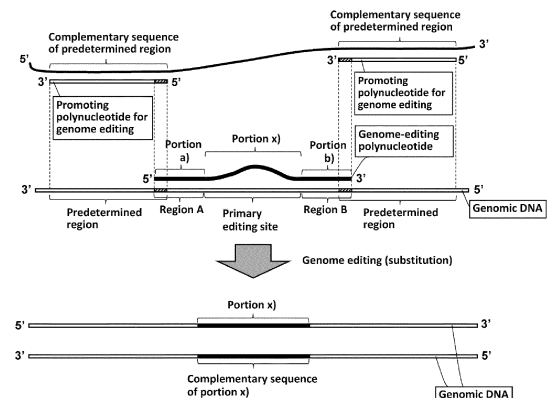 Complementary sequence
of predetermined region
Complementary sequence
of predetermined region
5'
3'
3'
5'
3'
5'
Promoting
polynucleotide for
genome editing
Promoting
polynucleotide for
genome editing
Portion
a)
Portion x)
Portion
b)
Genome-editing
polynucleotide
5'
3'
3'
5'
Genomic DNA
Predetermined
region
Region A
Primary
editing site
Region B
Predetermined
region
Genome editing (substitution)
Portion x)
5'
3'
3'
5'
Complementary sequence
of portion x)
Genomic DNA